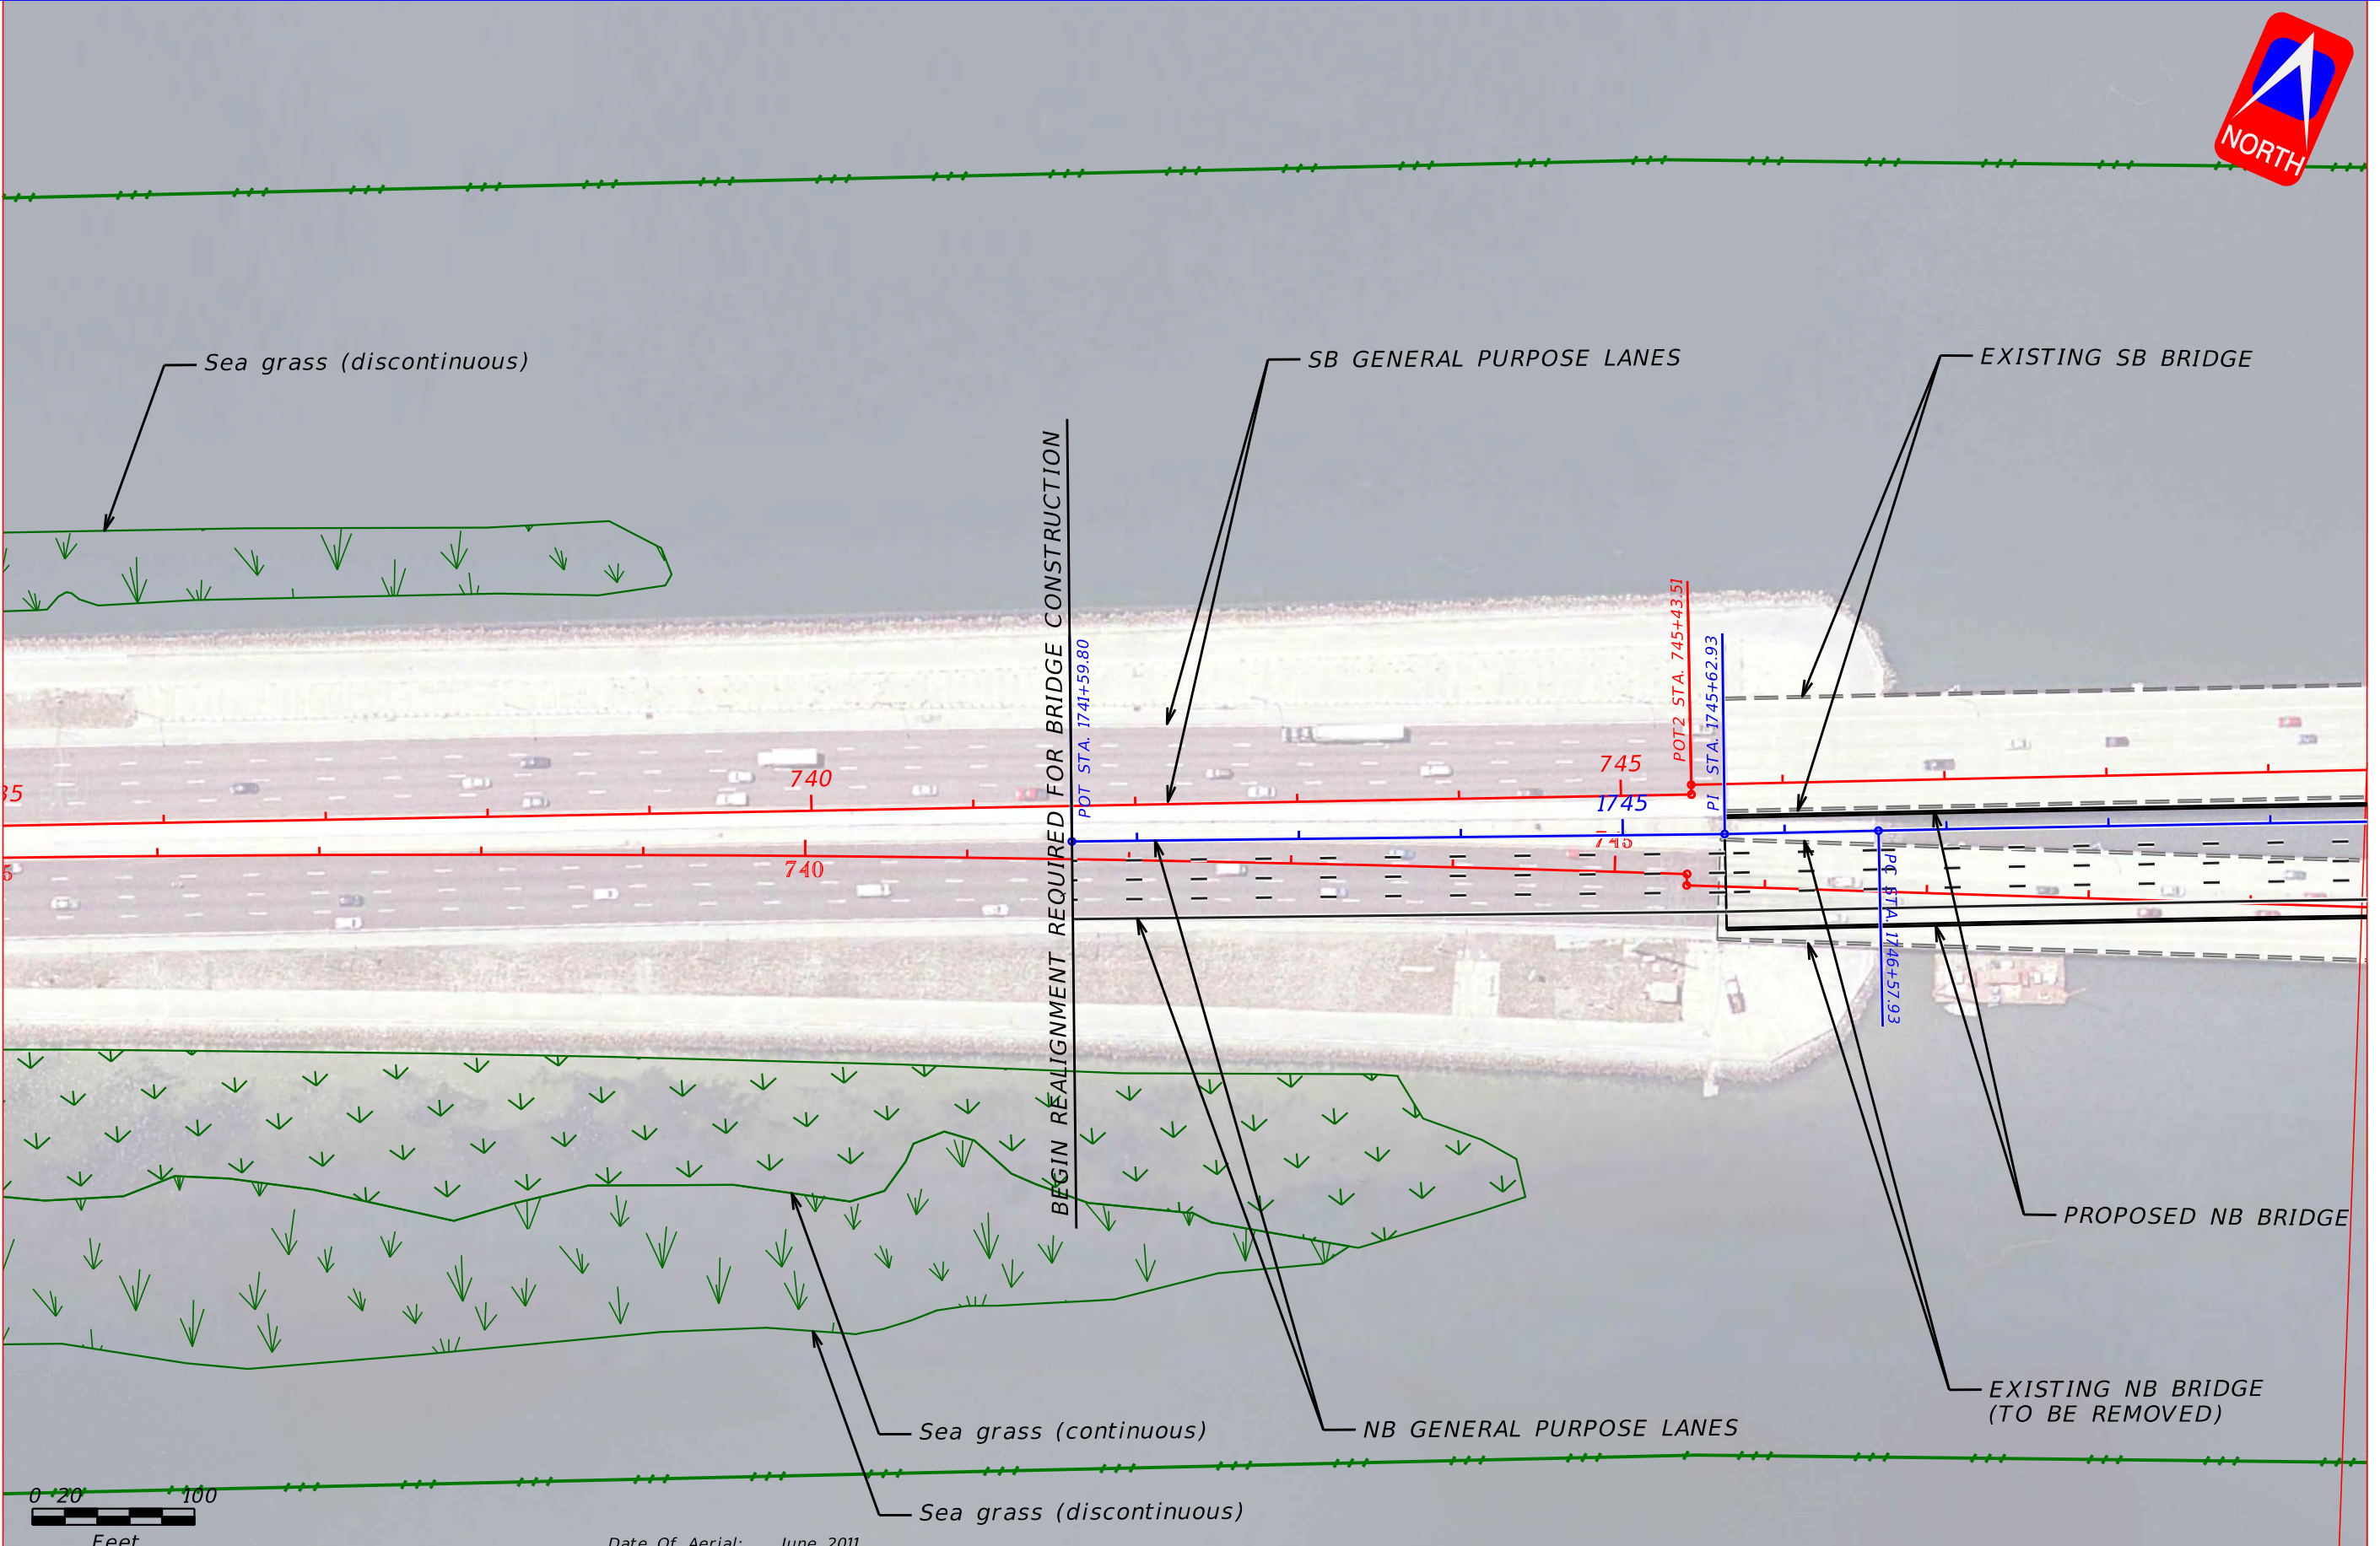 NORTH
Sea grass (discontinuous)
SB GENERAL PURPOSE LANES
EXISTING SB BRIDGE
BEGIN REALIGNMENT REQUIRED FOR BRIDGE CONSTRUCTION
POT STA. 1741+59.80
POT2 STA. 745+43.51
PI STA. 1745+62.93
740
745
1745
740
745
PC STA. 1746+57.93
PROPOSED NB BRIDGE
EXISTING NB BRIDGE
(TO BE REMOVED)
NB GENERAL PURPOSE LANES
Sea grass (continuous)
Sea grass (discontinuous)
0 20 100
Feet
Date Of Aerial: June 2011